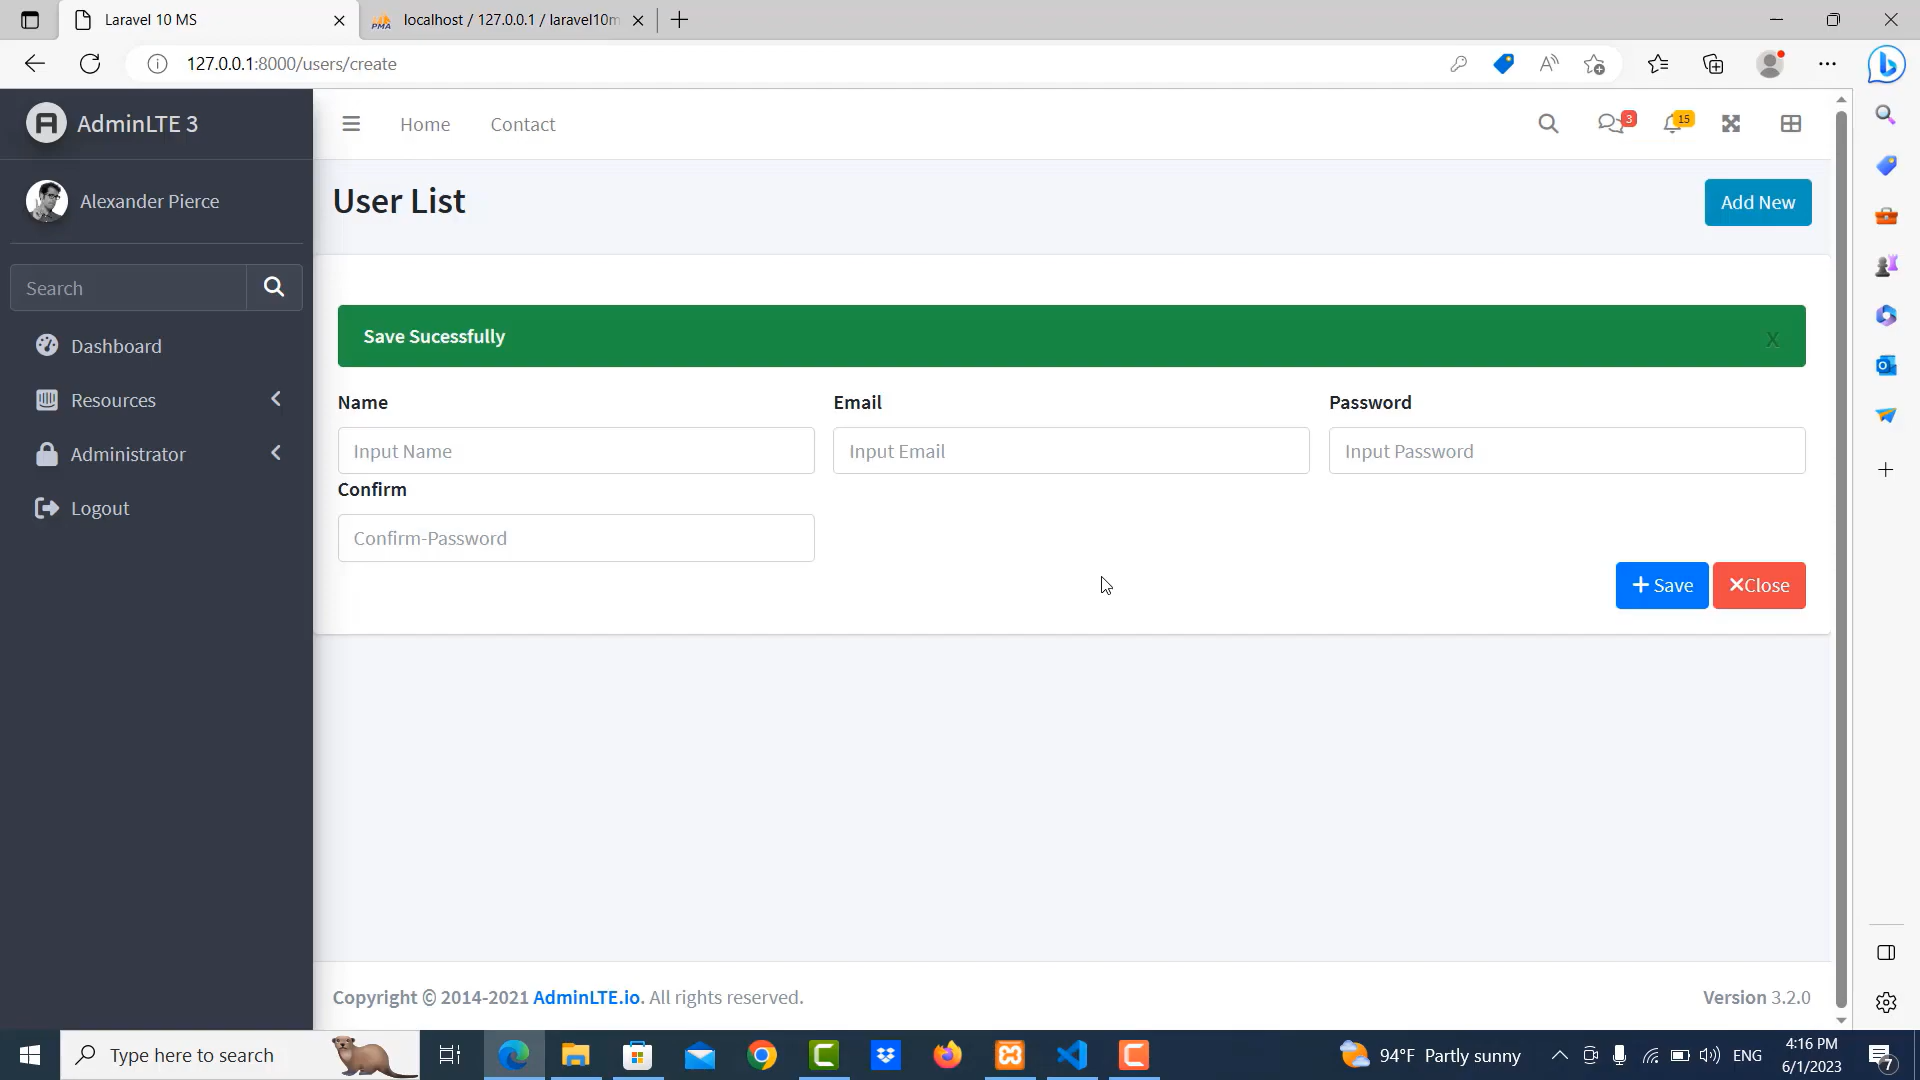 Laravel 10 MS
localhost / 127.0.0.1 / laravel10m
127.0.0.1:8000/users/create
AdminLTE 3
Home
Contact
3
15
Alexander Pierce
User List
Add New
Search
Save Sucessfully
X
Dashboard
Resources
Administrator
Logout
Name
Email
Password
Input Name
Input Email
Input Password
Confirm
Confirm-Password
Save
Close
Copyright © 2014-2021 AdminLTE.io. All rights reserved.
Version 3.2.0
Type here to search
94°F Partly sunny
ENG
4:16 PM
6/1/2023
7